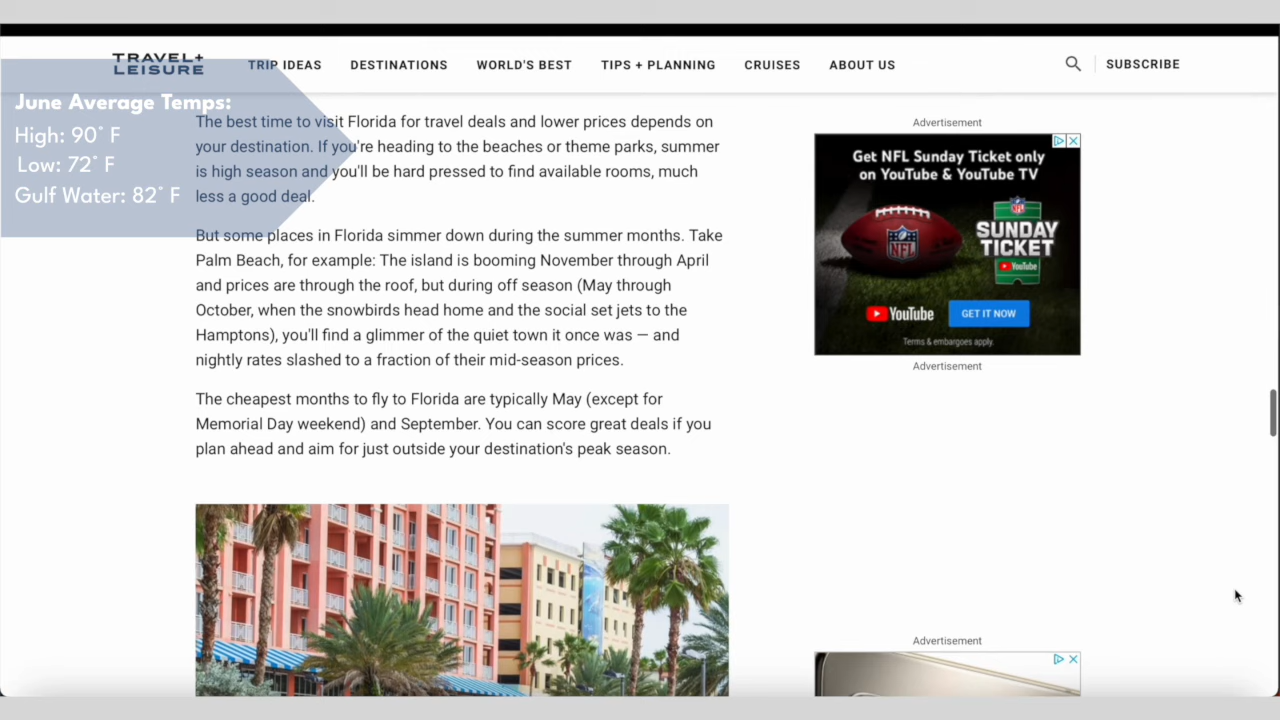 TRAVEL+
LEISURE
TRIP IDEAS
DESTINATIONS
WORLD'S BEST
TIPS + PLANNING
CRUISES
ABOUT US
SUBSCRIBE
June Average Temps:
High: 90° F
Low: 72° F
Gulf Water: 82° F
The best time to visit Florida for travel deals and lower prices depends on
your destination. If you're heading to the beaches or theme parks, summer
is high season and you'll be hard pressed to find available rooms, much
less a good deal.
But some places in Florida simmer down during the summer months. Take
Palm Beach, for example: The island is booming November through April
and prices are through the roof, but during off season (May through
October, when the snowbirds head home and the social set jets to the
Hamptons), you'll find a glimmer of the quiet town it once was — and
nightly rates slashed to a fraction of their mid-season prices.
The cheapest months to fly to Florida are typically May (except for
Memorial Day weekend) and September. You can score great deals if you
plan ahead and aim for just outside your destination's peak season.
Advertisement
Get NFL Sunday Ticket only
on YouTube & YouTube TV
NFL
NFL
SUNDAY
TICKET
YouTube
YouTube
GET IT NOW
Terms & embargoes apply.
Advertisement
Advertisement